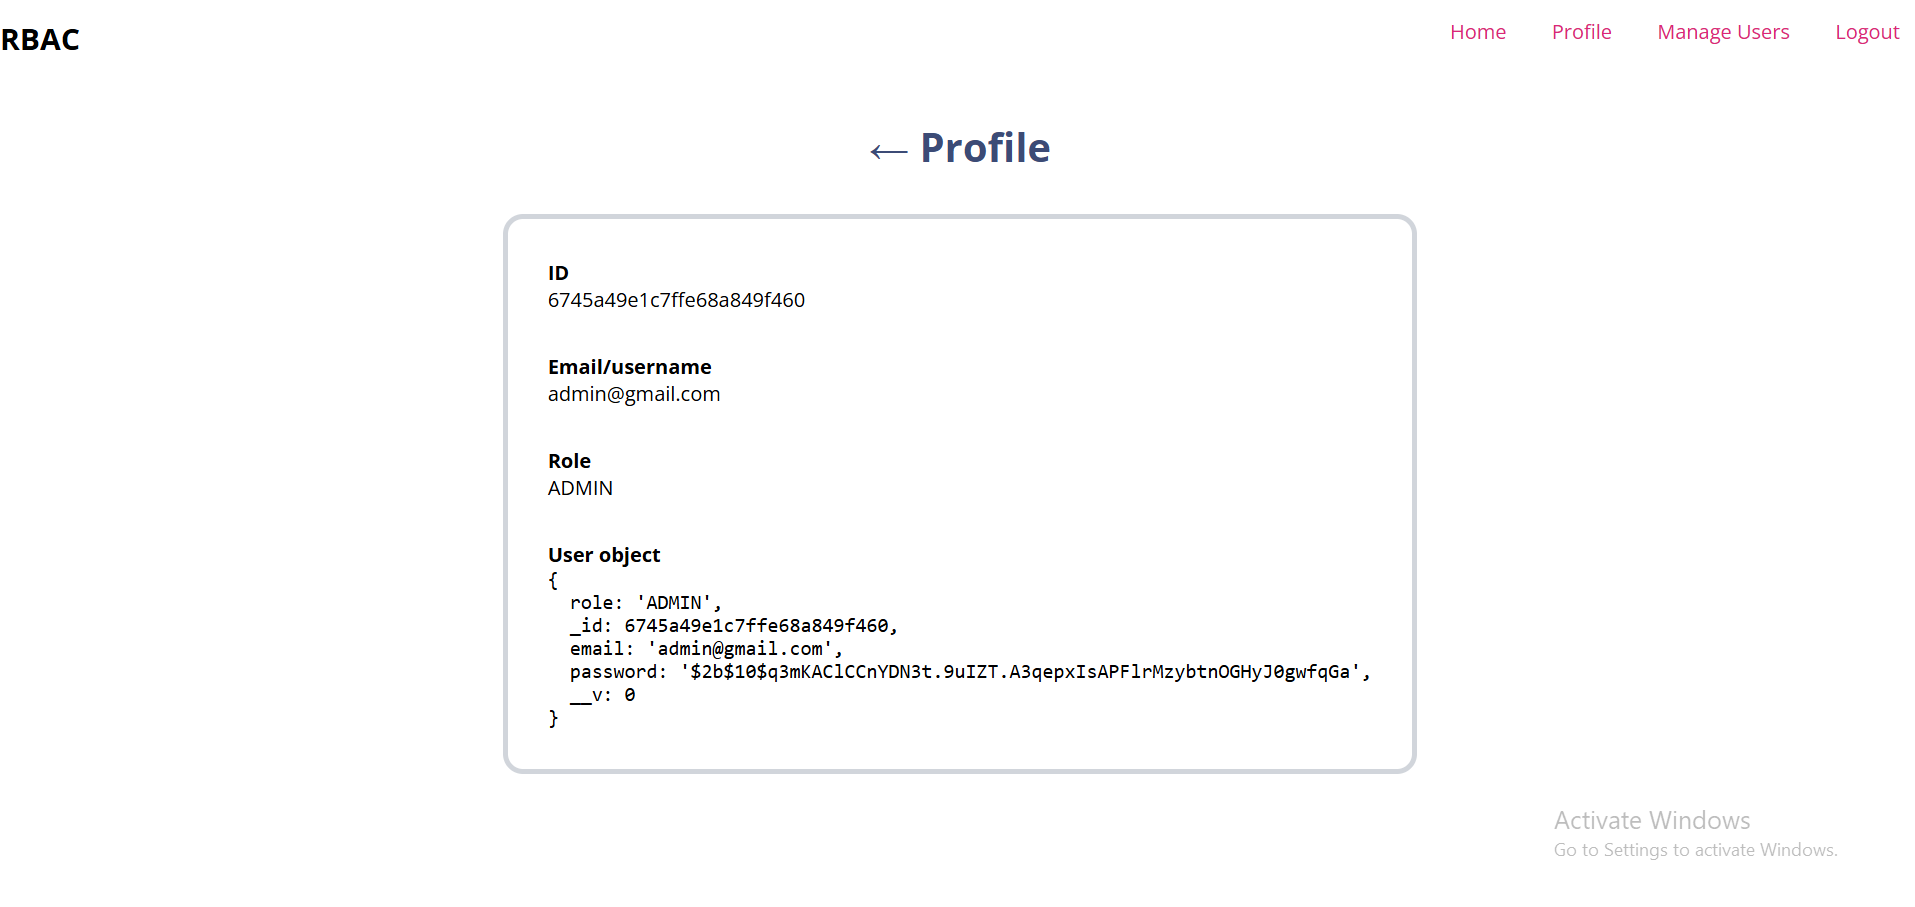 RBAC
Home Profile Manage Users Logout
← Profile
ID
6745a49e1c7ffe68a849f460
Email/username
admin@gmail.com
Role
ADMIN
User object
{
  role: 'ADMIN',
  _id: 6745a49e1c7ffe68a849f460,
  email: 'admin@gmail.com',
  password: '$2b$10$q3mKAClCCnYDN3t.9uIZT.A3qepxIsAPFlrMzybtnOGHyJ0gwfqGa',
  __v: 0
}
Activate Windows
Go to Settings to activate Windows.